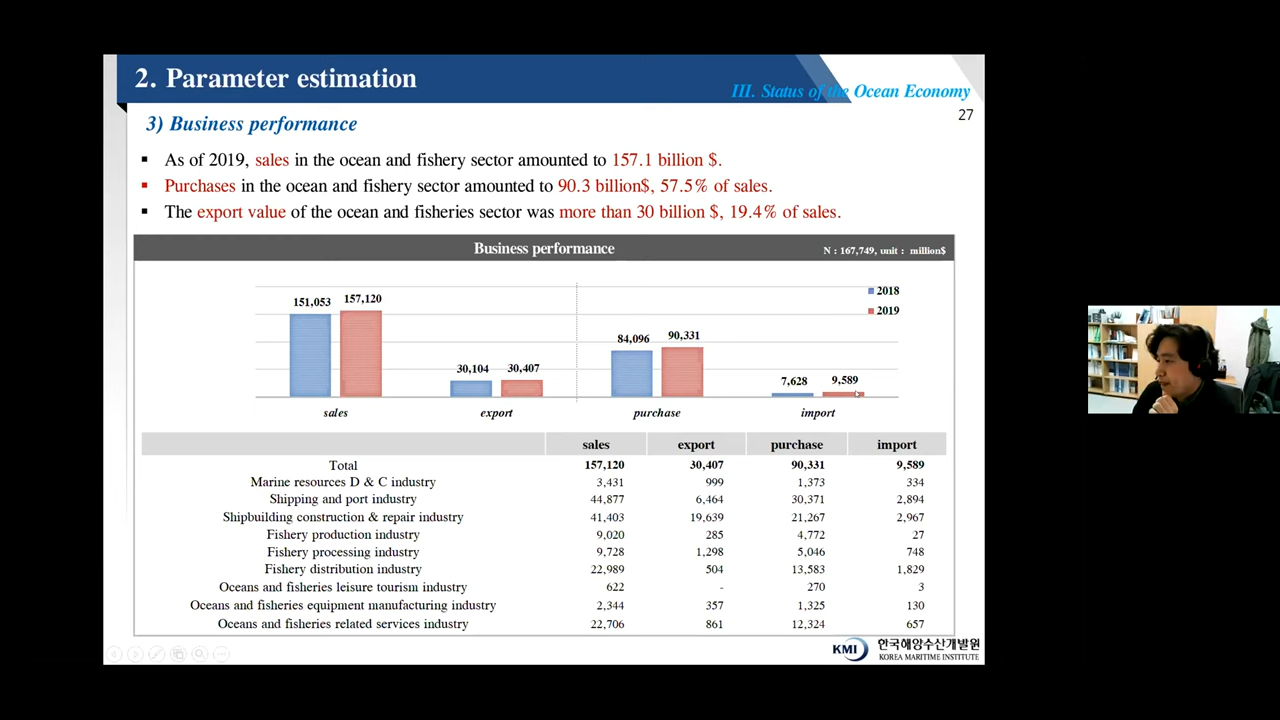 2. Parameter estimation
III. Status of the Ocean Economy
27
3) Business performance
▪ As of 2019, sales in the ocean and fishery sector amounted to 157.1 billion $.
▪ Purchases in the ocean and fishery sector amounted to 90.3 billion$, 57.5% of sales.
▪ The export value of the ocean and fisheries sector was more than 30 billion $, 19.4% of sales.
Business performance
N : 167,749, unit : million$
2018
2019
151,053 157,120
30,104 30,407
84,096 90,331
7,628 9,589
sales export purchase import
sales export purchase import
Total 157,120 30,407 90,331 9,589
Marine resources D & C industry 3,431 999 1,373 334
Shipping and port industry 44,877 6,464 30,371 2,894
Shipbuilding construction & repair industry 41,403 19,639 21,267 2,967
Fishery production industry 9,020 285 4,772 27
Fishery processing industry 9,728 1,298 5,046 748
Fishery distribution industry 22,989 504 13,583 1,829
Oceans and fisheries leisure tourism industry 622 - 270 3
Oceans and fisheries equipment manufacturing industry 2,344 357 1,325 130
Oceans and fisheries related services industry 22,706 861 12,324 657
KMI 한국해양수산개발원
KOREA MARITIME INSTITUTE